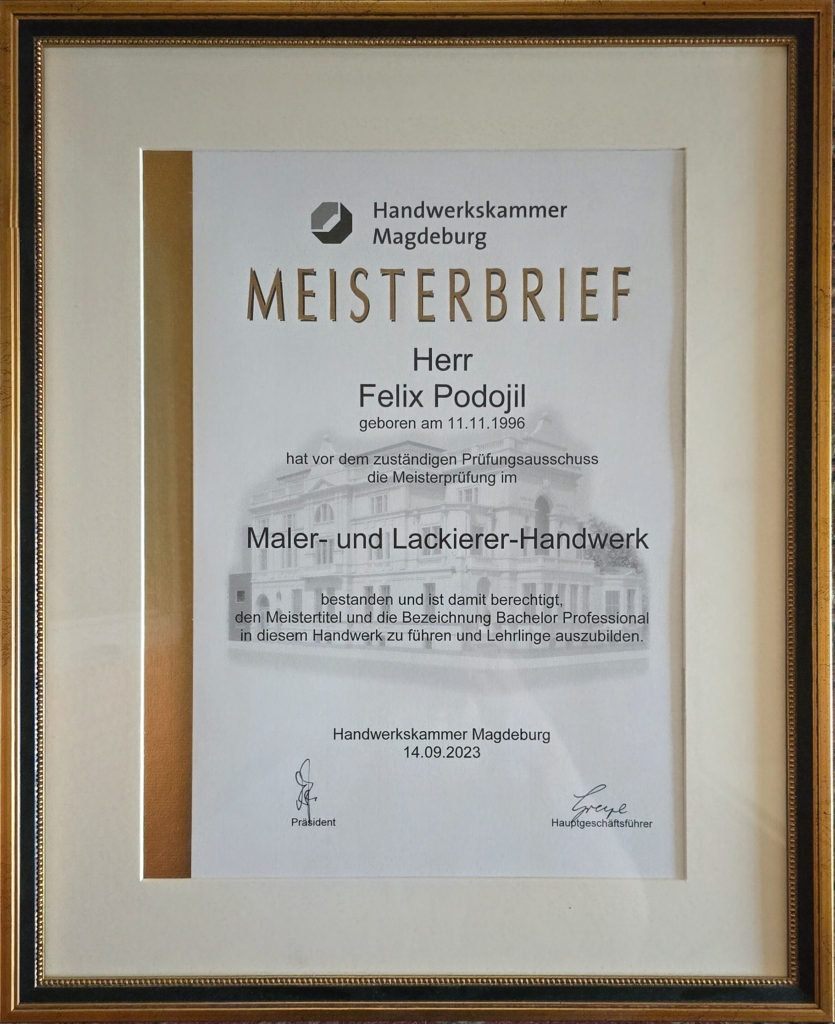 Handwerkskammer
Magdeburg
MEISTERBRIEF
Herr
Felix Podojil
geboren am 11.11.1996
hat vor dem zuständigen Prüfungsausschuss
die Meisterprüfung im
Maler- und Lackierer-Handwerk
bestanden und ist damit berechtigt,
den Meistertitel und die Bezeichnung Bachelor Professional
in diesem Handwerk zu führen und Lehrlinge auszubilden.
Handwerkskammer Magdeburg
14.09.2023
Präsident
Hauptgeschäftsführer